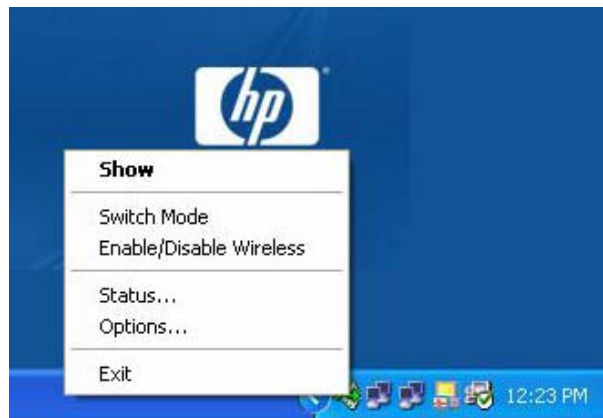 hp
Show
Switch Mode
Enable/Disable Wireless
Status...
Options...
Exit
12:23 PM